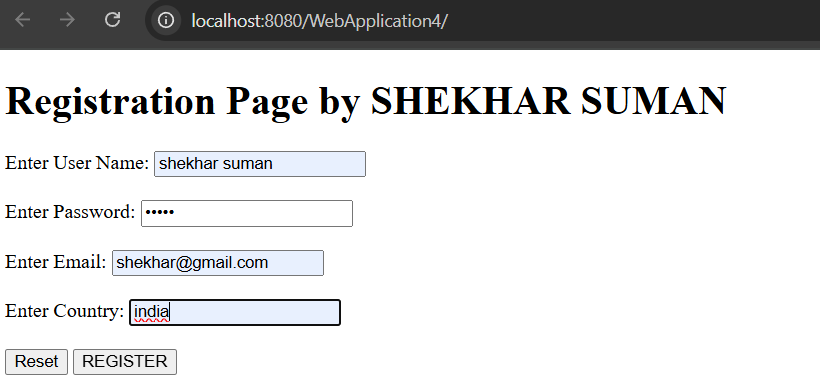 localhost:8080/WebApplication4/
Registration Page by SHEKHAR SUMAN
Enter User Name: shekhar suman
Enter Password: •••••
Enter Email: shekhar@gmail.com
Enter Country: india
Reset REGISTER